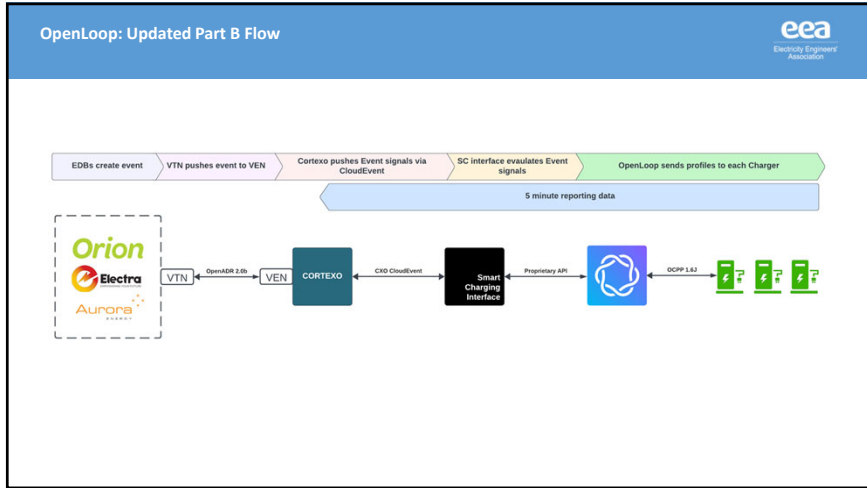 OpenLoop: Updated Part B Flow
eea
Electricity Engineers'
Association
EDBs create event
VTN pushes event to VEN
Cortexo pushes Event signals via
CloudEvent
SC interface evaulates Event
signals
OpenLoop sends profiles to each Charger
5 minute reporting data
Orion
Electra
Aurora
ENERGY
VTN
OpenADR 2.0b
VEN
CORTEXO
CXO CloudEvent
Smart
Charging
Interface
Proprietary API
OCPP 1.6J